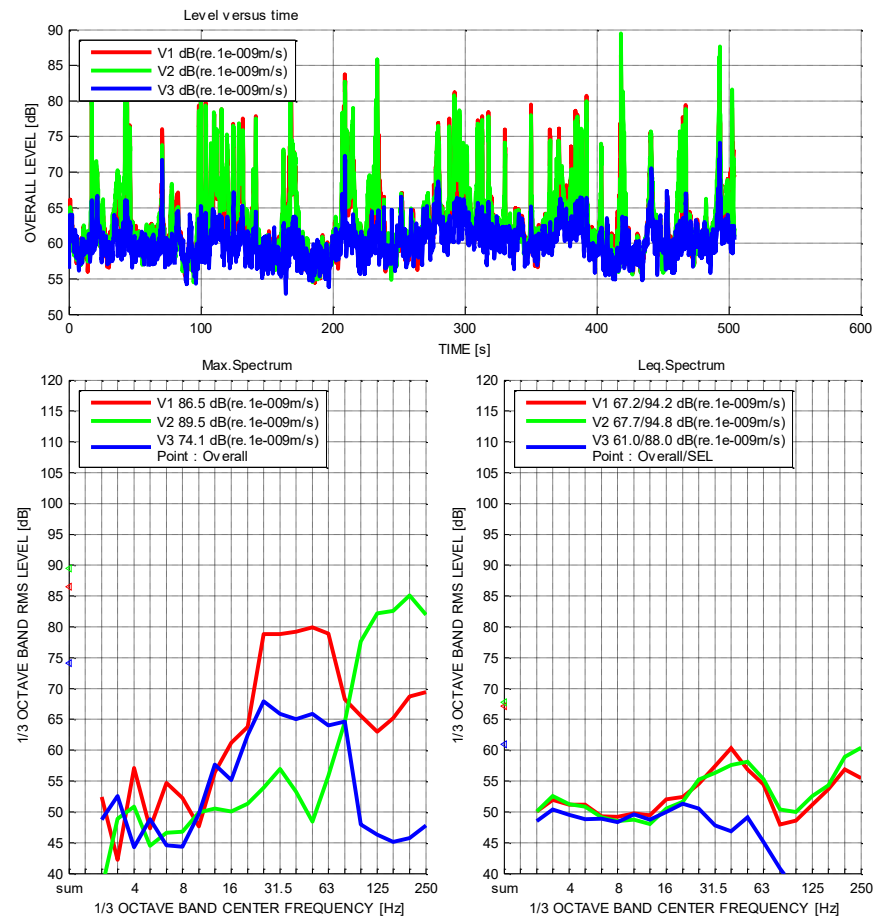 Level versus time
OVERALL LEVEL [dB]
90
85
80
75
70
65
60
55
50
V1 dB(re.1e-009m/s)
V2 dB(re.1e-009m/s)
V3 dB(re.1e-009m/s)
0 100 200 300 400 500 600
TIME [s]
Max.Spectrum
1/3 OCTAVE BAND RMS LEVEL [dB]
120
115
110
105
100
95
90
85
80
75
70
65
60
55
50
45
40
V1 86.5 dB(re.1e-009m/s)
V2 89.5 dB(re.1e-009m/s)
V3 74.1 dB(re.1e-009m/s)
Point : Overall
sum 4 8 16 31.5 63 125 250
1/3 OCTAVE BAND CENTER FREQUENCY [Hz]
Leq.Spectrum
1/3 OCTAVE BAND RMS LEVEL [dB]
120
115
110
105
100
95
90
85
80
75
70
65
60
55
50
45
40
V1 67.2/94.2 dB(re.1e-009m/s)
V2 67.7/94.8 dB(re.1e-009m/s)
V3 61.0/88.0 dB(re.1e-009m/s)
Point : Overall/SEL
sum 4 8 16 31.5 63 125 250
1/3 OCTAVE BAND CENTER FREQUENCY [Hz]